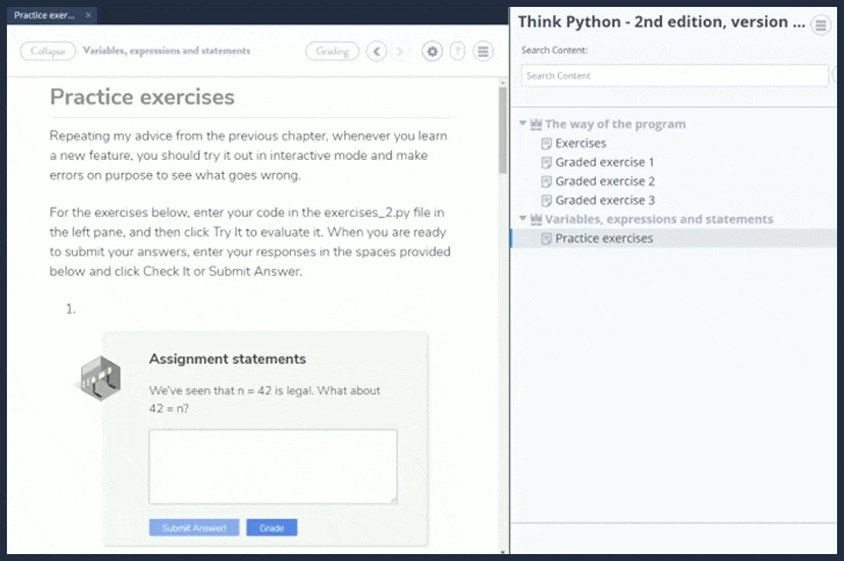 Practice exer...
Collapse
Variables, expressions and statements
Grading
?
Practice exercises
Repeating my advice from the previous chapter, whenever you learn
a new feature, you should try it out in interactive mode and make
errors on purpose to see what goes wrong.
For the exercises below, enter your code in the exercises_2.py file in
the left pane, and then click Try It to evaluate it. When you are ready
to submit your answers, enter your responses in the spaces provided
below and click Check It or Submit Answer.
1.
Assignment statements
We've seen that n = 42 is legal. What about
42 = n?
Submit Answer!
Grade
Think Python - 2nd edition, version ...
Search Content:
Search Content
The way of the program
Exercises
Graded exercise 1
Graded exercise 2
Graded exercise 3
Variables, expressions and statements
Practice exercises